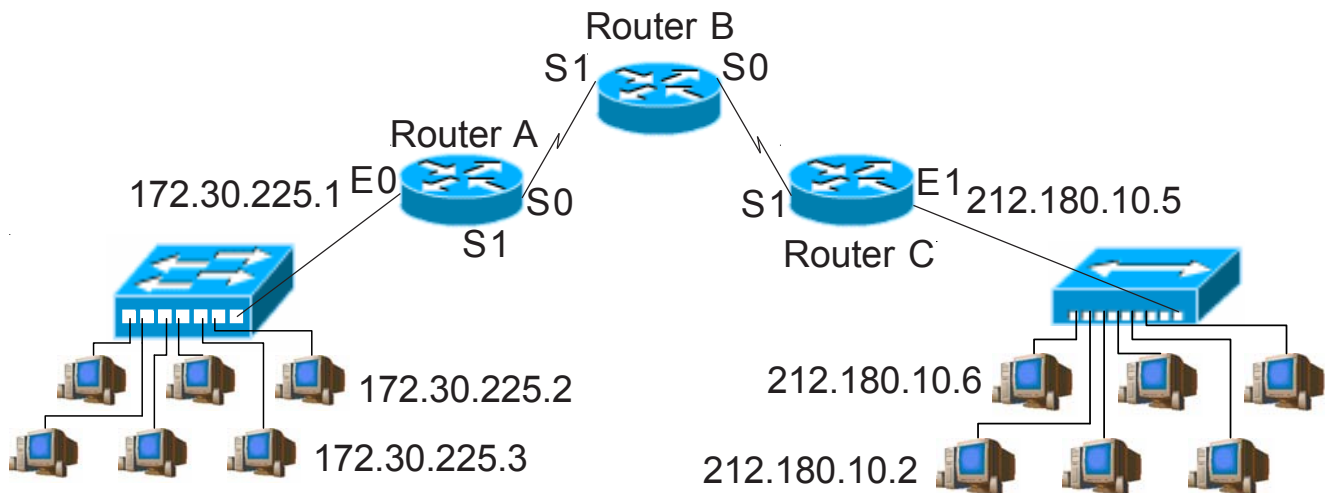 Router B
S1
S0
Router A
172.30.225.1
E0
S0
S1
S1
E1
212.180.10.5
Router C
172.30.225.2
212.180.10.6
172.30.225.3
212.180.10.2